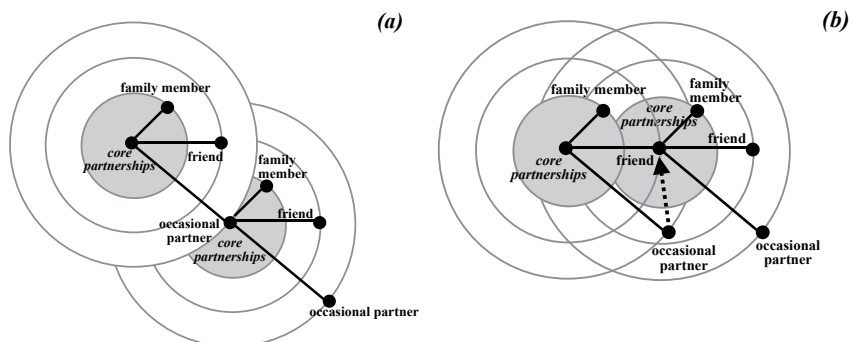 (a)
family member
core
partnerships
friend
family
member
friend
occasional
partner
core
partnerships
occasional partner
(b)
family member
family
member
core
partnerships
friend
core
partnerships
friend
occasional
partner
occasional
partner